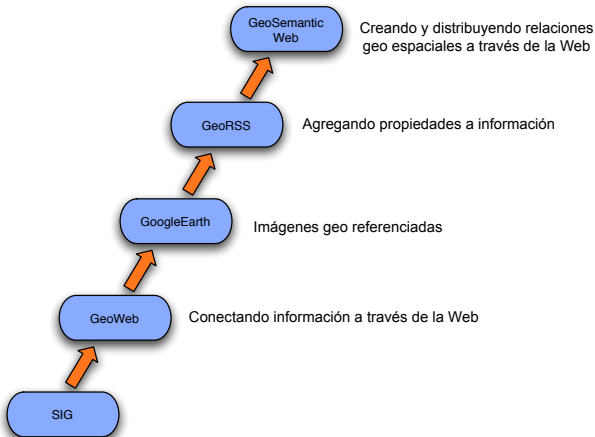 GeoSemantic
Web
Creando y distribuyendo relaciones
geo espaciales a través de la Web
GeoRSS
Agregando propiedades a información
GoogleEarth
Imágenes geo referenciadas
GeoWeb
Conectando información a través de la Web
SIG